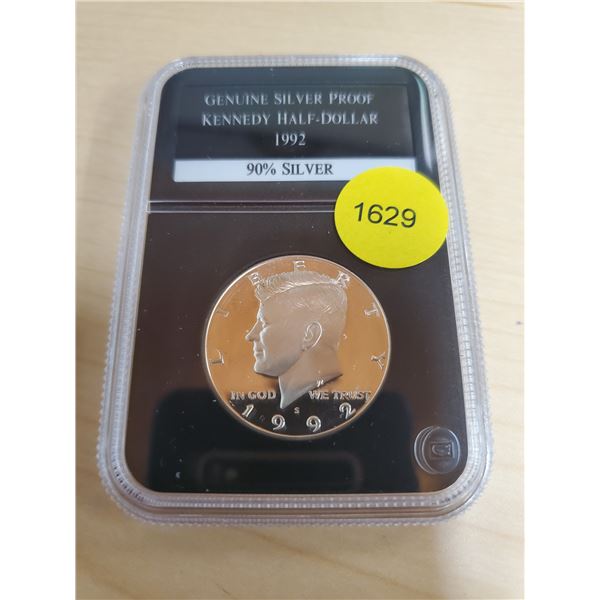 GENUINE SILVER PROOF
KENNEDY HALF-DOLLAR
1992
90% SILVER
1629
LIBERTY
IN GOD WE TRUST
S
1992